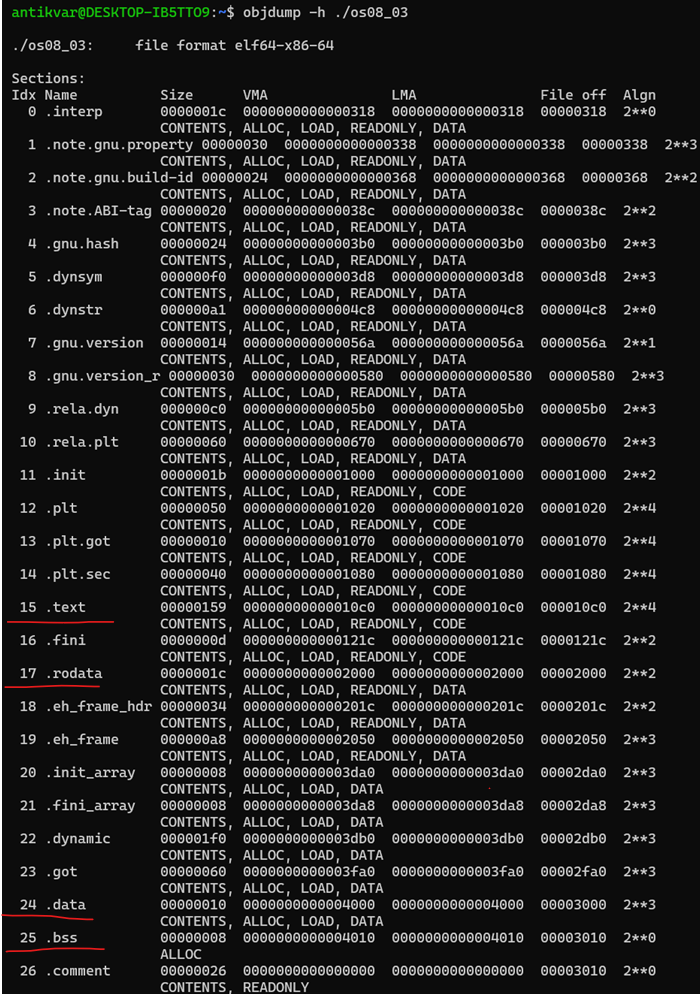 antikvar@DESKTOP-IB5TTO9:~$ objdump -h ./os08_03
./os08_03:     file format elf64-x86-64
Sections:
Idx Name          Size      VMA               LMA               File off  Algn
  0 .interp       0000001c  0000000000000318  0000000000000318  00000318  2**0
                  CONTENTS, ALLOC, LOAD, READONLY, DATA
  1 .note.gnu.property 00000030  0000000000000338  0000000000000338  00000338  2**3
                  CONTENTS, ALLOC, LOAD, READONLY, DATA
  2 .note.gnu.build-id 00000024  0000000000000368  0000000000000368  00000368  2**2
                  CONTENTS, ALLOC, LOAD, READONLY, DATA
  3 .note.ABI-tag 00000020  000000000000038c  000000000000038c  0000038c  2**2
                  CONTENTS, ALLOC, LOAD, READONLY, DATA
  4 .gnu.hash     00000024  00000000000003b0  00000000000003b0  000003b0  2**3
                  CONTENTS, ALLOC, LOAD, READONLY, DATA
  5 .dynsym       000000f0  00000000000003d8  00000000000003d8  000003d8  2**3
                  CONTENTS, ALLOC, LOAD, READONLY, DATA
  6 .dynstr       000000a1  00000000000004c8  00000000000004c8  000004c8  2**0
                  CONTENTS, ALLOC, LOAD, READONLY, DATA
  7 .gnu.version  00000014  000000000000056a  000000000000056a  0000056a  2**1
                  CONTENTS, ALLOC, LOAD, READONLY, DATA
  8 .gnu.version_r 00000030  0000000000000580  0000000000000580  00000580  2**3
                  CONTENTS, ALLOC, LOAD, READONLY, DATA
  9 .rela.dyn     000000c0  00000000000005b0  00000000000005b0  000005b0  2**3
                  CONTENTS, ALLOC, LOAD, READONLY, DATA
 10 .rela.plt     00000060  0000000000000670  0000000000000670  00000670  2**3
                  CONTENTS, ALLOC, LOAD, READONLY, DATA
 11 .init         0000001b  0000000000001000  0000000000001000  00001000  2**2
                  CONTENTS, ALLOC, LOAD, READONLY, CODE
 12 .plt          00000050  0000000000001020  0000000000001020  00001020  2**4
                  CONTENTS, ALLOC, LOAD, READONLY, CODE
 13 .plt.got      00000010  0000000000001070  0000000000001070  00001070  2**4
                  CONTENTS, ALLOC, LOAD, READONLY, CODE
 14 .plt.sec      00000040  0000000000001080  0000000000001080  00001080  2**4
                  CONTENTS, ALLOC, LOAD, READONLY, CODE
 15 .text         00000159  00000000000010c0  00000000000010c0  000010c0  2**4
                  CONTENTS, ALLOC, LOAD, READONLY, CODE
 16 .fini         0000000d  000000000000121c  000000000000121c  0000121c  2**2
                  CONTENTS, ALLOC, LOAD, READONLY, CODE
 17 .rodata       0000001c  0000000000002000  0000000000002000  00002000  2**2
                  CONTENTS, ALLOC, LOAD, READONLY, DATA
 18 .eh_frame_hdr 00000034  000000000000201c  000000000000201c  0000201c  2**2
                  CONTENTS, ALLOC, LOAD, READONLY, DATA
 19 .eh_frame     000000a8  0000000000002050  0000000000002050  00002050  2**3
                  CONTENTS, ALLOC, LOAD, READONLY, DATA
 20 .init_array   00000008  0000000000003da0  0000000000003da0  00002da0  2**3
                  CONTENTS, ALLOC, LOAD, DATA
 21 .fini_array   00000008  0000000000003da8  0000000000003da8  00002da8  2**3
                  CONTENTS, ALLOC, LOAD, DATA
 22 .dynamic      000001f0  0000000000003db0  0000000000003db0  00002db0  2**3
                  CONTENTS, ALLOC, LOAD, DATA
 23 .got          00000060  0000000000003fa0  0000000000003fa0  00002fa0  2**3
                  CONTENTS, ALLOC, LOAD, DATA
 24 .data         00000010  0000000000004000  0000000000004000  00003000  2**3
                  CONTENTS, ALLOC, LOAD, DATA
 25 .bss          00000008  0000000000004010  0000000000004010  00003010  2**0
                  ALLOC
 26 .comment      00000026  0000000000000000  0000000000000000  00003010  2**0
                  CONTENTS, READONLY